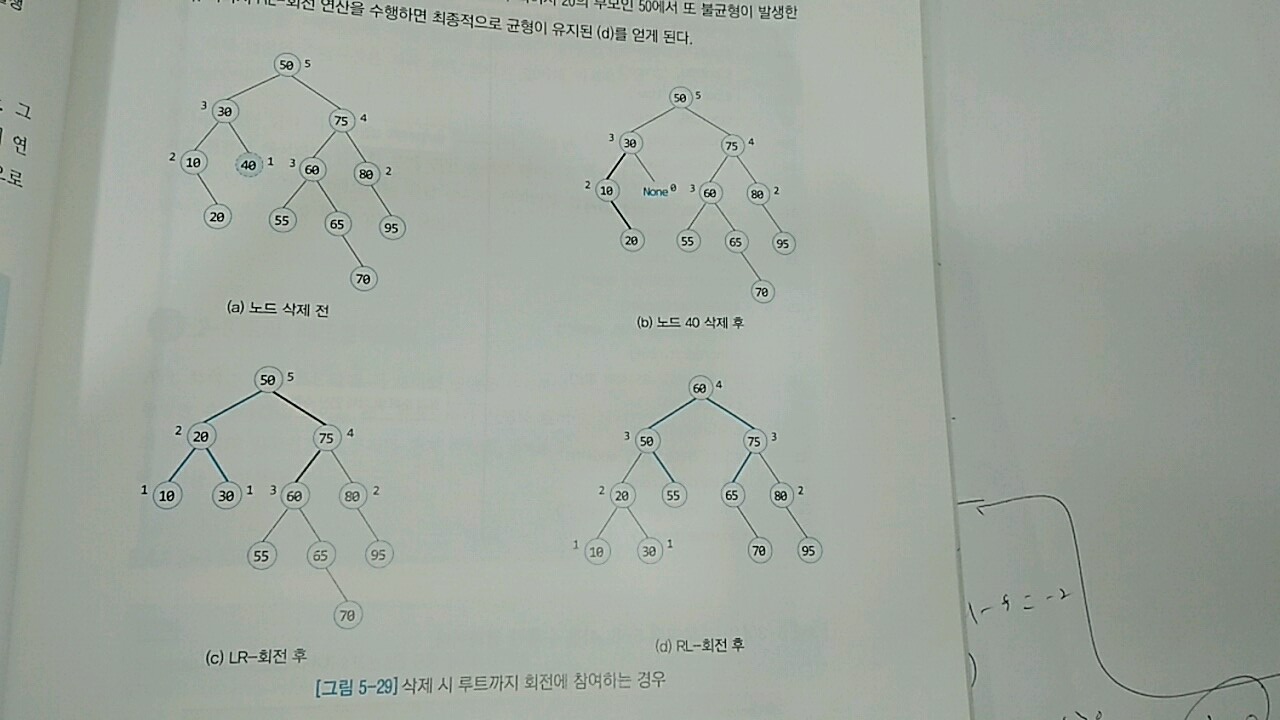 20의 부모인 50에서 또 불균형이 발생한
회전 연산을 수행하면 최종적으로 균형이 유지된 (d)를 얻게 된다.
그
연
으로
50 5
3 30 75 4
2 10 40 1 3 60 80 2
20 55 65 95
70
(a) 노드 삭제 전
50 5
3 30 75 4
2 10 None 0 3 60 80 2
20 55 65 95
70
(b) 노드 40 삭제 후
50 5
2 20 75 4
1 10 30 1 3 60 80 2
55 65 95
70
(c) LR-회전 후
60 4
3 50 75 3
2 20 55 65 80 2
1 10 30 1 70 95
(d) RL-회전 후
[그림 5-29] 삭제 시 루트까지 회전에 참여하는 경우
= -2